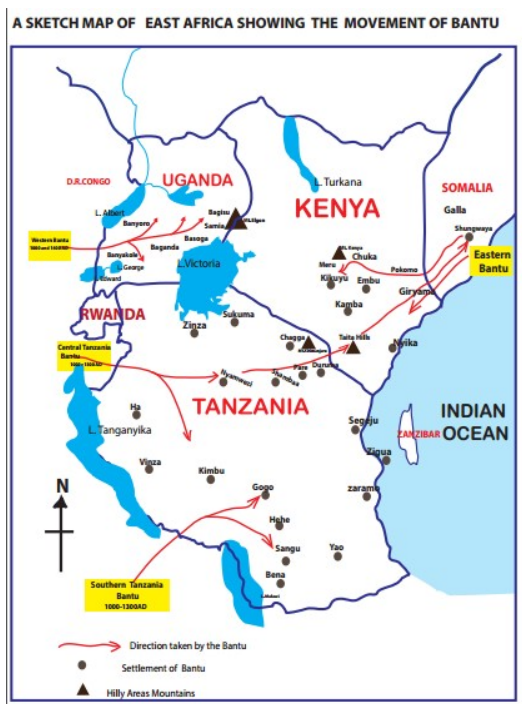 A SKETCH MAP OF EAST AFRICA SHOWING THE MOVEMENT OF BANTU
D.R.CONGO
UGANDA
KENYA
SOMALIA
L. Turkana
Galla
Shungwaya
L. Albert
Banyoro
Bagisu
Samia
Mt.Elgon
Basoga
Baganda
Western Bantu
Banyakole
L. George
L. Edward
L.Victoria
Mt. Kenya
Meru
Chuka
Kikuyu
Embu
Pokomo
Eastern
Bantu
Giryama
Kamba
RWANDA
Sukuma
Zinza
Chagga
Taita Hills
Nyika
Central Tanzania
Bantu
Nyamwezi
Shambaa
Pare
Duruma
TANZANIA
Ha
L. Tanganyika
Segeju
ZANZIBAR
INDIAN
OCEAN
Vinza
Kimbu
Zigua
Gogo
zaramo
N
Hehe
Sangu
Yao
Bena
Southern Tanzania
Bantu
1000-1300AD
Direction taken by the Bantu
Settlement of Bantu
Hilly Areas Mountains